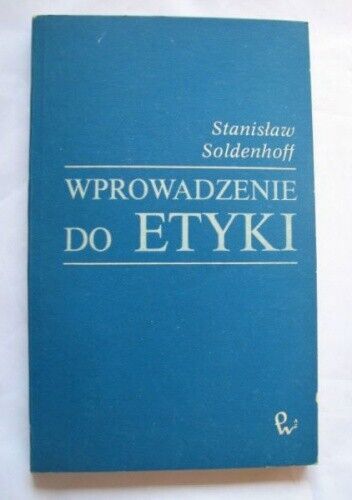 Stanisław
Soldenhoff
WPROWADZENIE
DO ETYKI